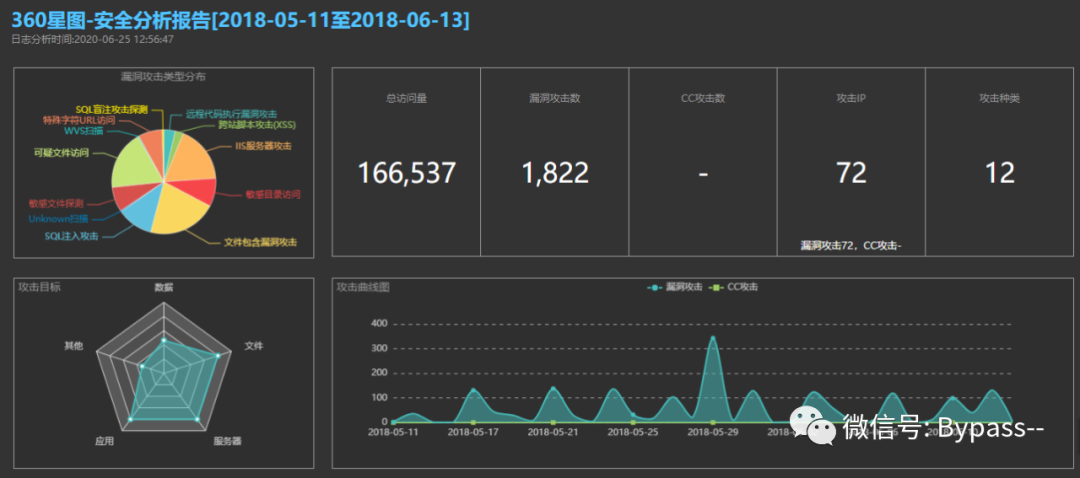 360星图-安全分析报告[2018-05-11至2018-06-13]
日志分析时间:2020-06-25 12:56:47
漏洞攻击类型分布
SQL盲注攻击探测
远程代码执行漏洞攻击
特殊字符URL访问
跨站脚本攻击(XSS)
WVS扫描
IIS服务器攻击
可疑文件访问
敏感目录访问
敏感文件探测
Unknown扫描
SQL注入攻击
文件包含漏洞攻击
总访问量
166,537
漏洞攻击数
1,822
CC攻击数
-
攻击IP
72
漏洞攻击72，CC攻击-
攻击种类
12
攻击目标
数据
其他
文件
应用
服务器
攻击曲线图
漏洞攻击 CC攻击
400
300
200
100
0
2018-05-11 2018-05-17 2018-05-21 2018-05-25 2018-05-29
微信号: Bypass--